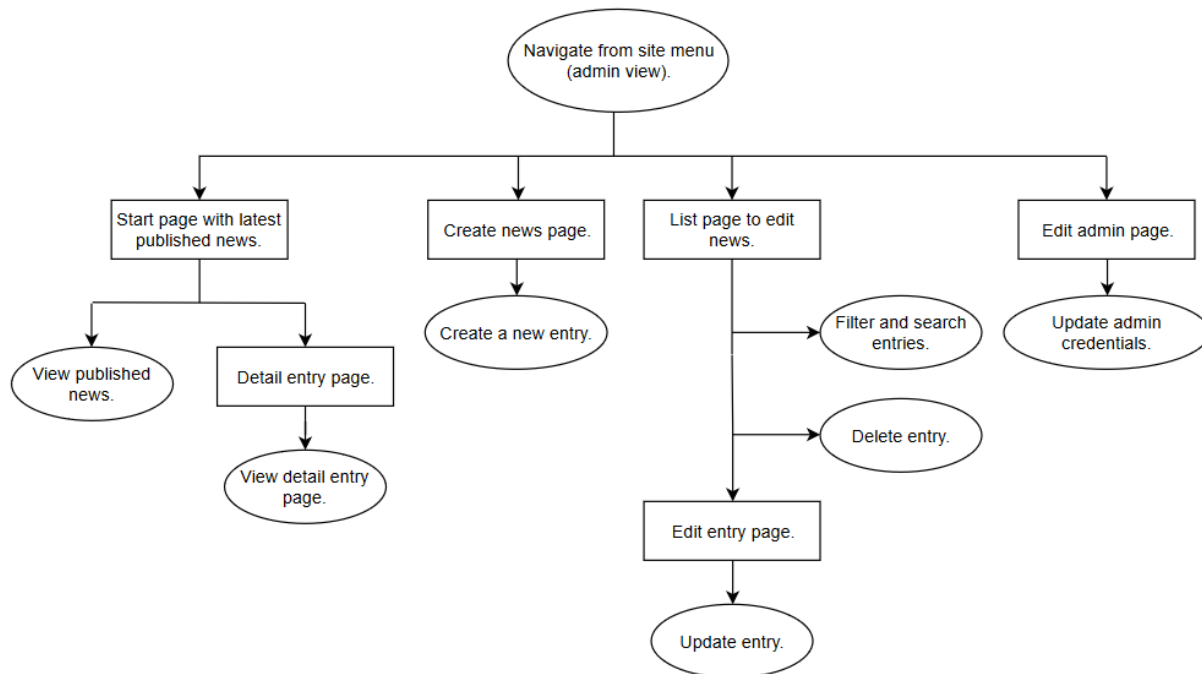 Navigate from site menu
(admin view).
Start page with latest
published news.
Create news page.
List page to edit
news.
Edit admin page.
View published
news.
Detail entry page.
Create a new entry.
Filter and search
entries.
Update admin
credentials.
View detail entry
page.
Delete entry.
Edit entry page.
Update entry.